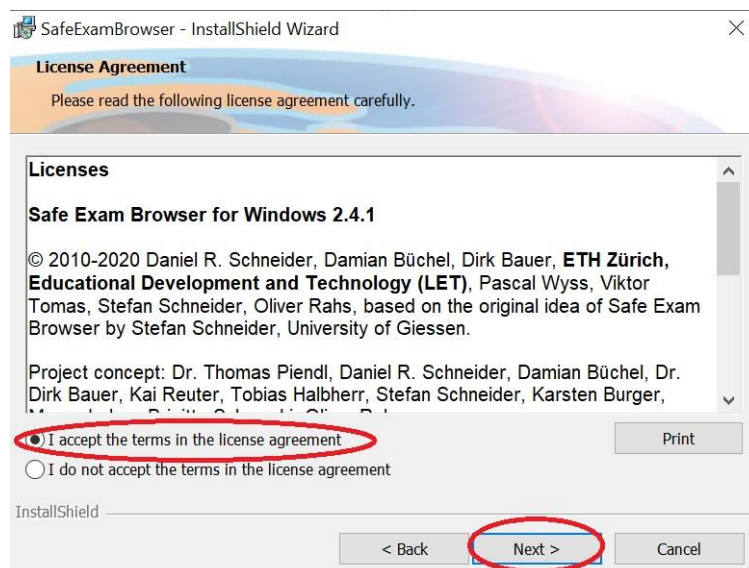 SafeExamBrowser - InstallShield Wizard
License Agreement
Please read the following license agreement carefully.
Licenses
Safe Exam Browser for Windows 2.4.1
© 2010-2020 Daniel R. Schneider, Damian Büchel, Dirk Bauer, ETH Zürich,
Educational Development and Technology (LET), Pascal Wyss, Viktor
Tomas, Stefan Schneider, Oliver Rahs, based on the original idea of Safe Exam
Browser by Stefan Schneider, University of Giessen.
Project concept: Dr. Thomas Piendl, Daniel R. Schneider, Damian Büchel, Dr.
Dirk Bauer, Kai Reuter, Tobias Halbherr, Stefan Schneider, Karsten Burger,
I accept the terms in the license agreement
Print
I do not accept the terms in the license agreement
InstallShield
< Back
Next >
Cancel